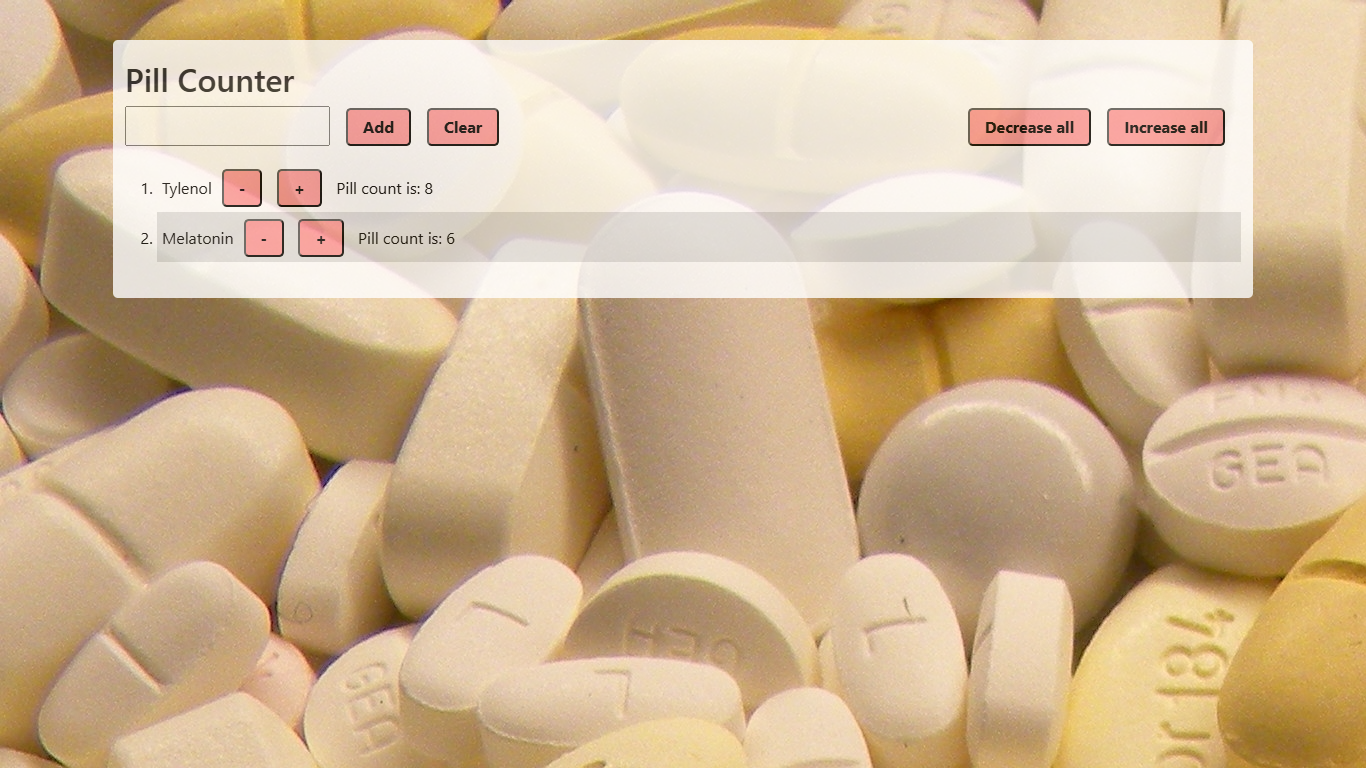 Pill Counter
Add Clear Decrease all Increase all
1. Tylenol - + Pill count is: 8
2. Melatonin - + Pill count is: 6
GEA
GEA
GEA
or 184